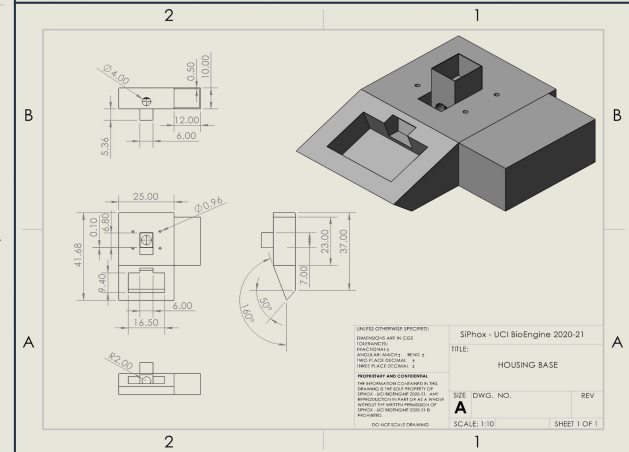 2
1
B
B
Ø4.00
0.50
10.00
12.00
6.00
5.36
25.00
Ø0.96
0.10
6.80
41.68
9.40
6.00
16.50
7.00
23.00
37.00
50°
160°
R2.00
A
A
UNLESS OTHERWISE SPECIFIED:
DIMENSIONS ARE IN CGS
TOLERANCES:
FRACTIONAL±
ANGULAR: MACH± BEND ±
TWO PLACE DECIMAL ±
THREE PLACE DECIMAL ±
PROPRIETARY AND CONFIDENTIAL
THE INFORMATION CONTAINED IN THIS
DRAWING IS THE SOLE PROPERTY OF
SIPHOX - UCI BIOENGINE 2020-21. ANY
REPRODUCTION IN PART OR AS A WHOLE
WITHOUT THE WRITTEN PERMISSION OF
SIPHOX - UCI BIOENGINE 2020-21 IS
PROHIBITED.
DO NOT SCALE DRAWING
SiPhox - UCI BioEngine 2020-21
TITLE:
HOUSING BASE
SIZE DWG. NO. REV
A
SCALE: 1:10 SHEET 1 OF 1
2
1